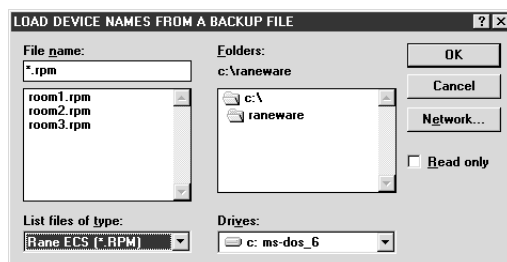 LOAD DEVICE NAMES FROM A BACKUP FILE
File name:
*.rpm
room1.rpm
room2.rpm
room3.rpm
List files of type:
Rane ECS (*.RPM)
Folders:
c:\raneware
c:\
raneware
Drives:
c: ms-dos_6
OK
Cancel
Network...
Read only